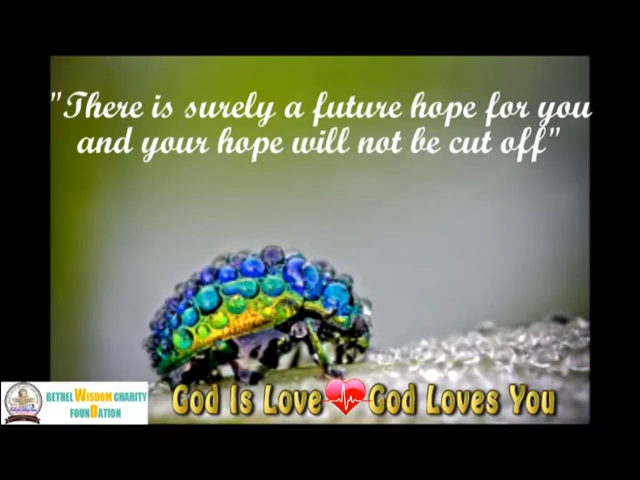 "There is surely a future hope for you
and your hope will not be cut off"
BETHEL WISDOM CHARITY
FOUNDATION
God Is Love God Loves You